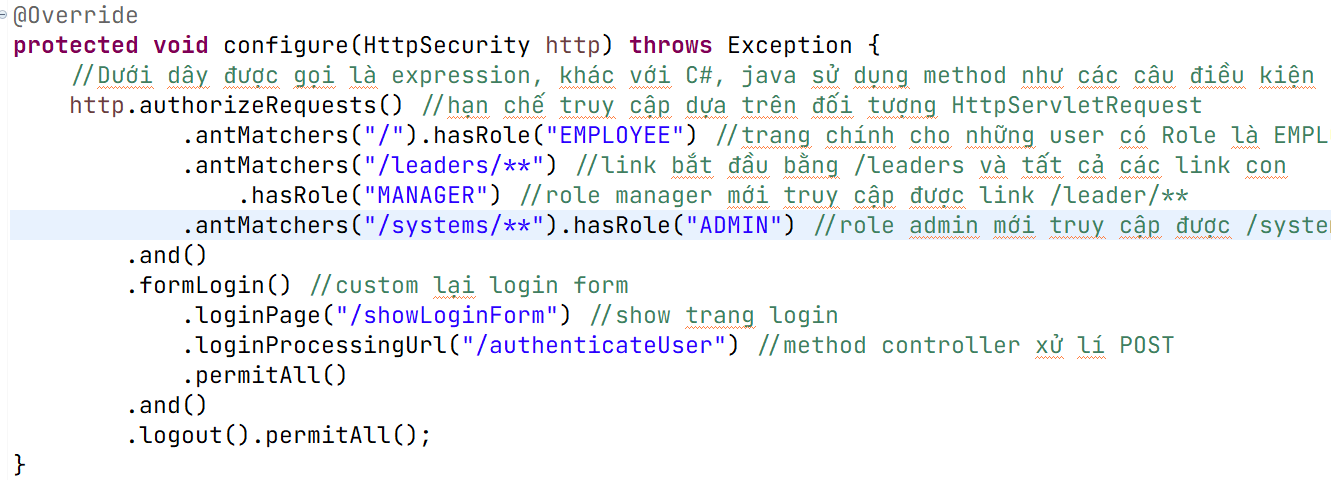 @Override
protected void configure(HttpSecurity http) throws Exception {
//Dưới dây được gọi là expression, khác với C#, java sử dụng method như các câu điều kiện
http.authorizeRequests() //hạn chế truy cập dựa trên đối tượng HttpServletRequest
.antMatchers("/").hasRole("EMPLOYEE") //trang chính cho những user có Role là EMPL
.antMatchers("/leaders/**") //link bắt đầu bằng /leaders và tất cả các link con
.hasRole("MANAGER") //role manager mới truy cập được link /leader/**
.antMatchers("/systems/**").hasRole("ADMIN") //role admin mới truy cập được /syste
.and()
.formLogin() //custom lại login form
.loginPage("/showLoginForm") //show trang login
.loginProcessingUrl("/authenticateUser") //method controller xử lí POST
.permitAll()
.and()
.logout().permitAll();
}